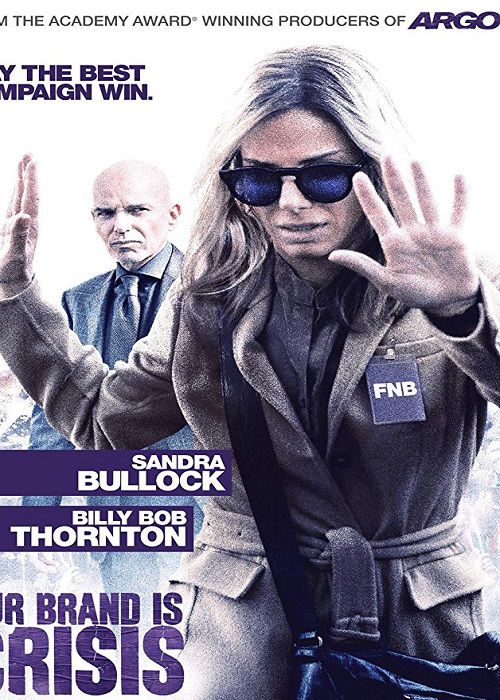 M THE ACADEMY AWARD® WINNING PRODUCERS OF ARGO
AY THE BEST
MPAIGN WIN.
FNB
SANDRA
BULLOCK
BILLY BOB
THORNTON
UR BRAND IS
CRISIS